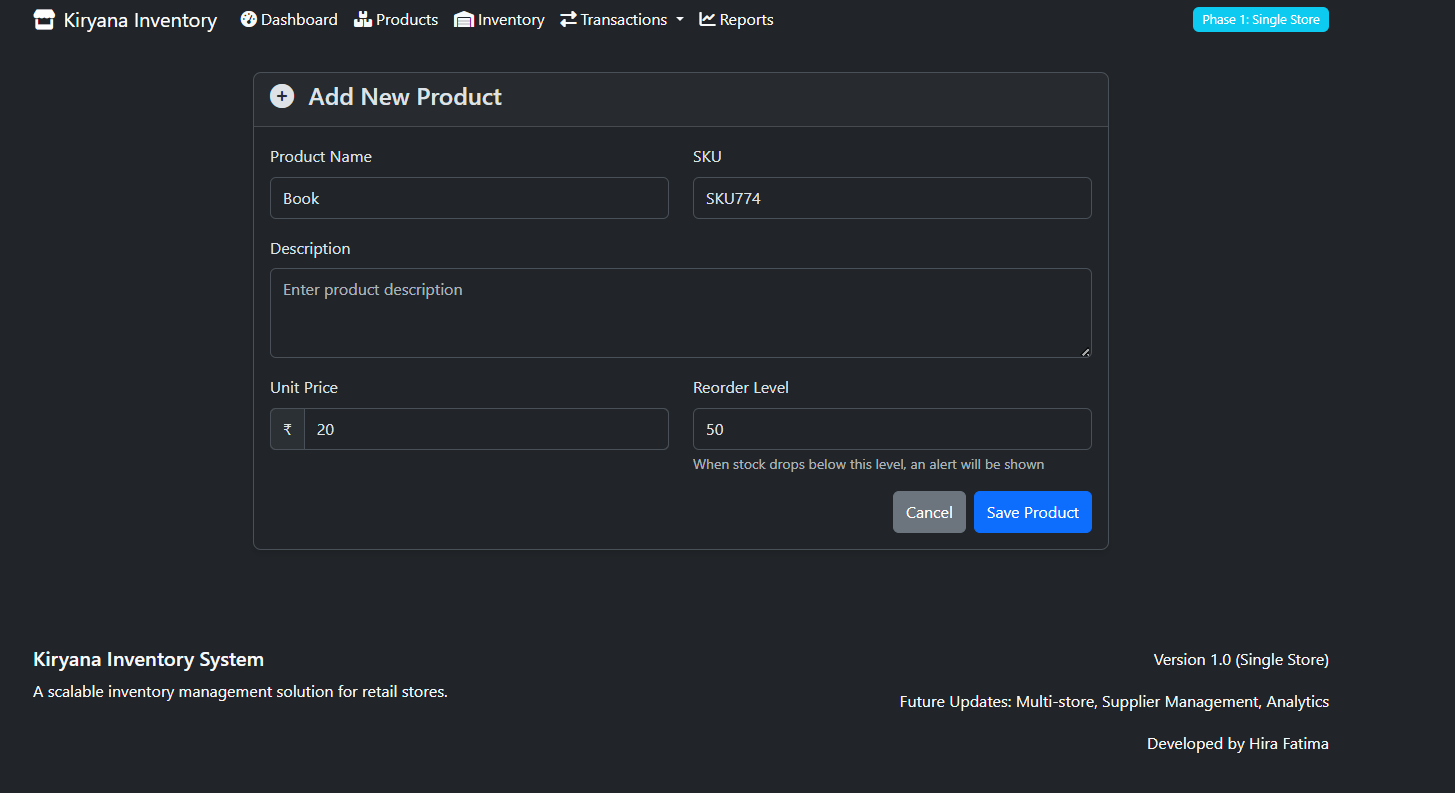 Kiryana Inventory Dashboard Products Inventory Transactions Reports Phase 1: Single Store
Add New Product
Product Name SKU
Book SKU774
Description
Enter product description
Unit Price Reorder Level
₹ 20 50
When stock drops below this level, an alert will be shown
Cancel Save Product
Kiryana Inventory System Version 1.0 (Single Store)
A scalable inventory management solution for retail stores.
Future Updates: Multi-store, Supplier Management, Analytics
Developed by Hira Fatima